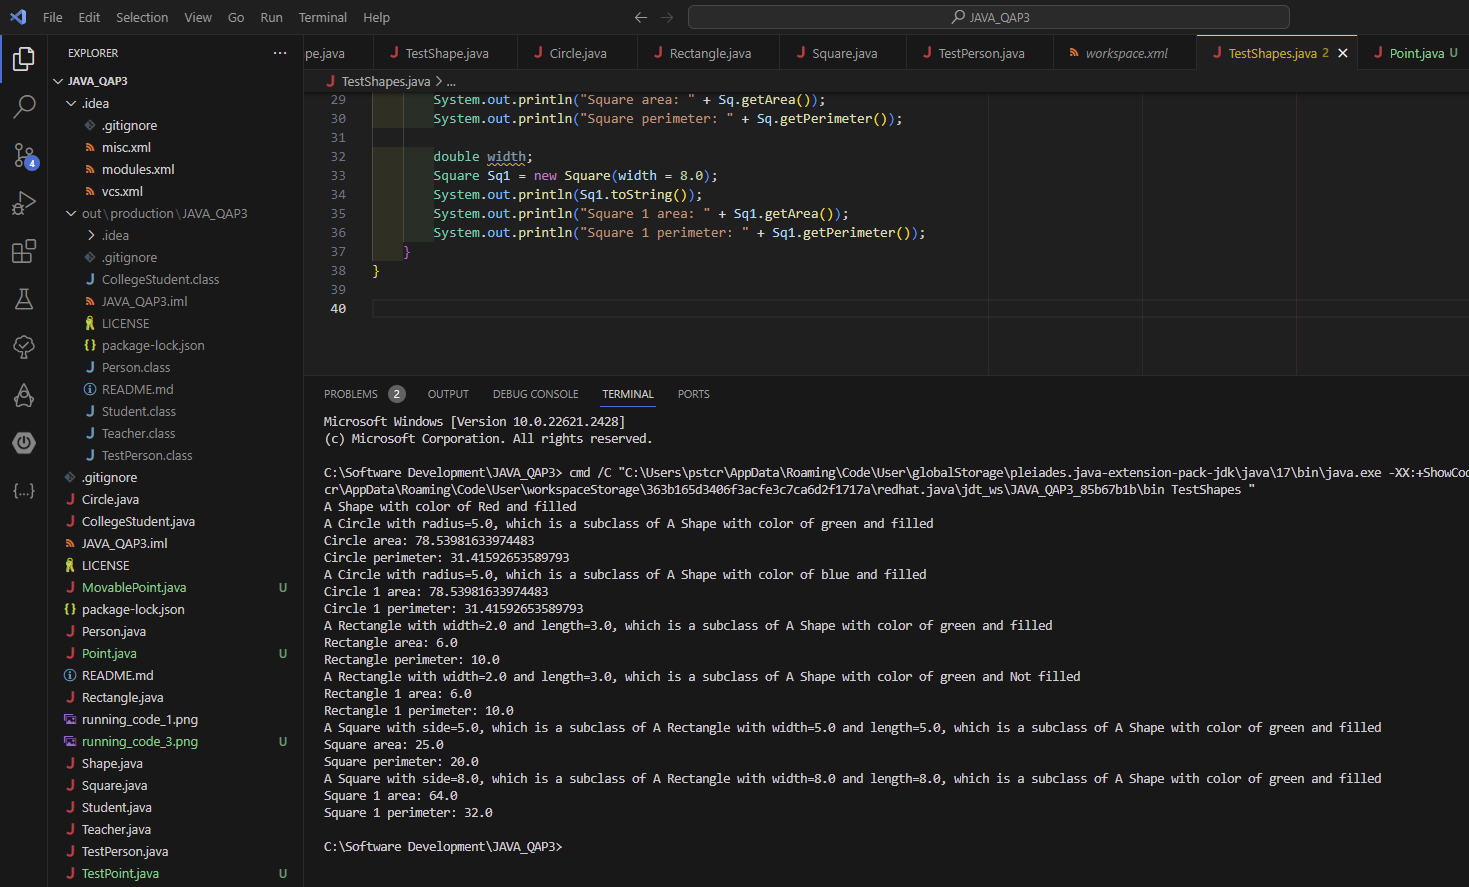 File Edit Selection View Go Run Terminal Help
JAVA_QAP3
EXPLORER
pe.java TestShape.java Circle.java Rectangle.java Square.java TestPerson.java workspace.xml TestShapes.java 2 Point.java U
TestShapes.java > ...
JAVA_QAP3
.idea
.gitignore
misc.xml
modules.xml
vcs.xml
out\production\JAVA_QAP3
.idea
.gitignore
CollegeStudent.class
JAVA_QAP3.iml
LICENSE
package-lock.json
Person.class
README.md
Student.class
Teacher.class
TestPerson.class
.gitignore
Circle.java
CollegeStudent.java
JAVA_QAP3.iml
LICENSE
MovablePoint.java U
package-lock.json
Person.java
Point.java U
README.md
Rectangle.java
running_code_1.png
running_code_3.png U
Shape.java
Square.java
Student.java
Teacher.java
TestPerson.java
TestPoint.java U
4
29 System.out.println("Square area: " + Sq.getArea());
30 System.out.println("Square perimeter: " + Sq.getPerimeter());
31
32 double width;
33 Square Sq1 = new Square(width = 8.0);
34 System.out.println(Sq1.toString());
35 System.out.println("Square 1 area: " + Sq1.getArea());
36 System.out.println("Square 1 perimeter: " + Sq1.getPerimeter());
37 }
38 }
39
40
PROBLEMS 2 OUTPUT DEBUG CONSOLE TERMINAL PORTS
Microsoft Windows [Version 10.0.22621.2428]
(c) Microsoft Corporation. All rights reserved.
C:\Software Development\JAVA_QAP3> cmd /C "C:\Users\pstcr\AppData\Roaming\Code\User\globalStorage\pleiades.java-extension-pack-jdk\java\17\bin\java.exe -XX:+ShowCod
cr\AppData\Roaming\Code\User\workspaceStorage\363b165d3406f3acfe3c7ca6d2f1717a\redhat.java\jdt_ws\JAVA_QAP3_85b67b1b\bin TestShapes "
A Shape with color of Red and filled
A Circle with radius=5.0, which is a subclass of A Shape with color of green and filled
Circle area: 78.53981633974483
Circle perimeter: 31.41592653589793
A Circle with radius=5.0, which is a subclass of A Shape with color of blue and filled
Circle 1 area: 78.53981633974483
Circle 1 perimeter: 31.41592653589793
A Rectangle with width=2.0 and length=3.0, which is a subclass of A Shape with color of green and filled
Rectangle area: 6.0
Rectangle perimeter: 10.0
A Rectangle with width=2.0 and length=3.0, which is a subclass of A Shape with color of green and Not filled
Rectangle 1 area: 6.0
Rectangle 1 perimeter: 10.0
A Square with side=5.0, which is a subclass of A Rectangle with width=5.0 and length=5.0, which is a subclass of A Shape with color of green and filled
Square area: 25.0
Square perimeter: 20.0
A Square with side=8.0, which is a subclass of A Rectangle with width=8.0 and length=8.0, which is a subclass of A Shape with color of green and filled
Square 1 area: 64.0
Square 1 perimeter: 32.0
C:\Software Development\JAVA_QAP3>